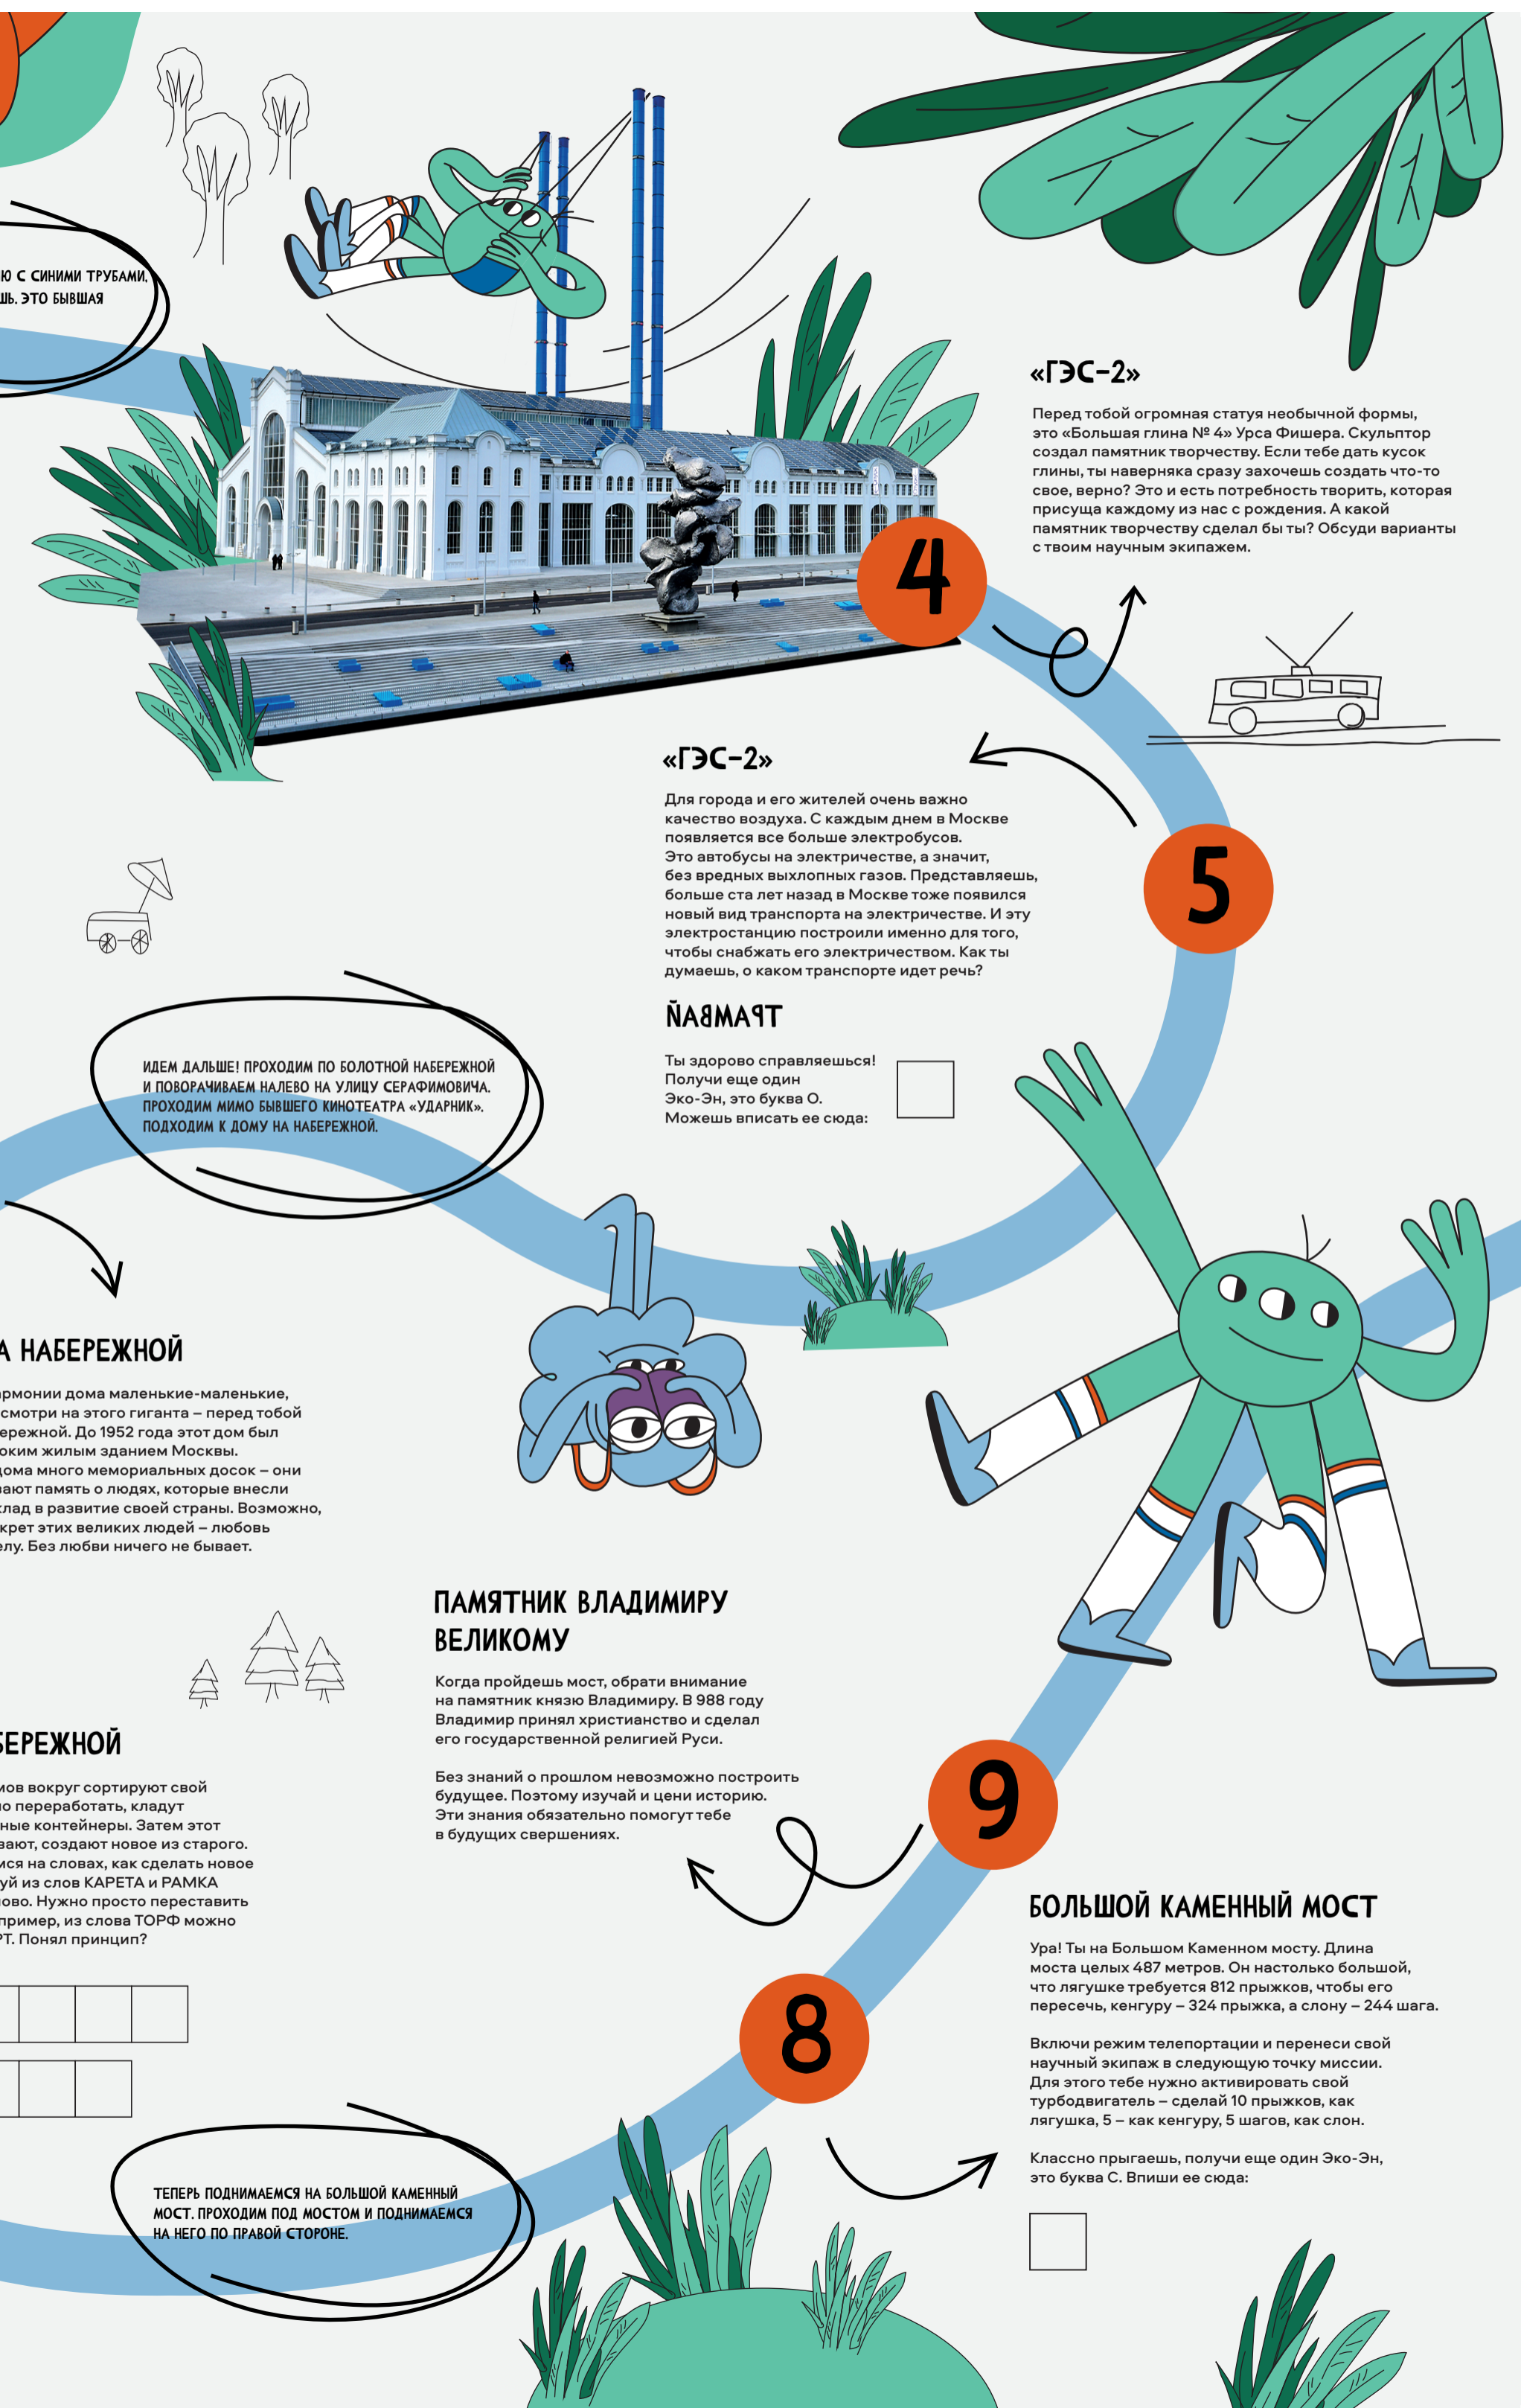 Ю С СИНИМИ ТРУБАМИ,
ШЬ. ЭТО БЫВШАЯ
«ГЭС-2»
Перед тобой огромная статуя необычной формы,
это «Большая глина № 4» Урса Фишера. Скульптор
создал памятник творчеству. Если тебе дать кусок
глины, ты наверняка сразу захочешь создать что-то
свое, верно? Это и есть потребность творить, которая
присуща каждому из нас с рождения. А какой
памятник творчеству сделал бы ты? Обсуди варианты
с твоим научным экипажем.
4
«ГЭС-2»
Для города и его жителей очень важно
качество воздуха. С каждым днем в Москве
появляется все больше электробусов.
Это автобусы на электричестве, а значит,
без вредных выхлопных газов. Представляешь,
больше ста лет назад в Москве тоже появился
новый вид транспорта на электричестве. И эту
электростанцию построили именно для того,
чтобы снабжать его электричеством. Как ты
думаешь, о каком транспорте идет речь?
5
ТРАМВАЙ
Ты здорово справляешься!
Получи еще один
Эко-Эн, это буква О.
Можешь вписать ее сюда:
ИДЕМ ДАЛЬШЕ! ПРОХОДИМ ПО БОЛОТНОЙ НАБЕРЕЖНОЙ
И ПОВОРАЧИВАЕМ НАЛЕВО НА УЛИЦУ СЕРАФИМОВИЧА.
ПРОХОДИМ МИМО БЫВШЕГО КИНОТЕАТРА «УДАРНИК».
ПОДХОДИМ К ДОМУ НА НАБЕРЕЖНОЙ.
А НАБЕРЕЖНОЙ
армонии дома маленькие-маленькие,
смотри на этого гиганта – перед тобой
ережной. До 1952 года этот дом был
оким жилым зданием Москвы.
дома много мемориальных досок – они
вают память о людях, которые внесли
клад в развитие своей страны. Возможно,
крет этих великих людей – любовь
елу. Без любви ничего не бывает.
ПАМЯТНИК ВЛАДИМИРУ
ВЕЛИКОМУ
Когда пройдешь мост, обрати внимание
на памятник князю Владимиру. В 988 году
Владимир принял христианство и сделал
его государственной религией Руси.
Без знаний о прошлом невозможно построить
будущее. Поэтому изучай и цени историю.
Эти знания обязательно помогут тебе
в будущих свершениях.
9
БЕРЕЖНОЙ
мов вокруг сортируют свой
но переработать, кладут
ные контейнеры. Затем этот
вают, создают новое из старого.
мся на словах, как сделать новое
уй из слов КАРЕТА и РАМКА
ово. Нужно просто переставить
пример, из слова ТОРФ можно
РТ. Понял принцип?
8
БОЛЬШОЙ КАМЕННЫЙ МОСТ
Ура! Ты на Большом Каменном мосту. Длина
моста целых 487 метров. Он настолько большой,
что лягушке требуется 812 прыжков, чтобы его
пересечь, кенгуру – 324 прыжка, а слону – 244 шага.
Включи режим телепортации и перенеси свой
научный экипаж в следующую точку миссии.
Для этого тебе нужно активировать свой
турбодвигатель – сделай 10 прыжков, как
лягушка, 5 – как кенгуру, 5 шагов, как слон.
Классно прыгаешь, получи еще один Эко-Эн,
это буква С. Впиши ее сюда:
ТЕПЕРЬ ПОДНИМАЕМСЯ НА БОЛЬШОЙ КАМЕННЫЙ
МОСТ. ПРОХОДИМ ПОД МОСТОМ И ПОДНИМАЕМСЯ
НА НЕГО ПО ПРАВОЙ СТОРОНЕ.